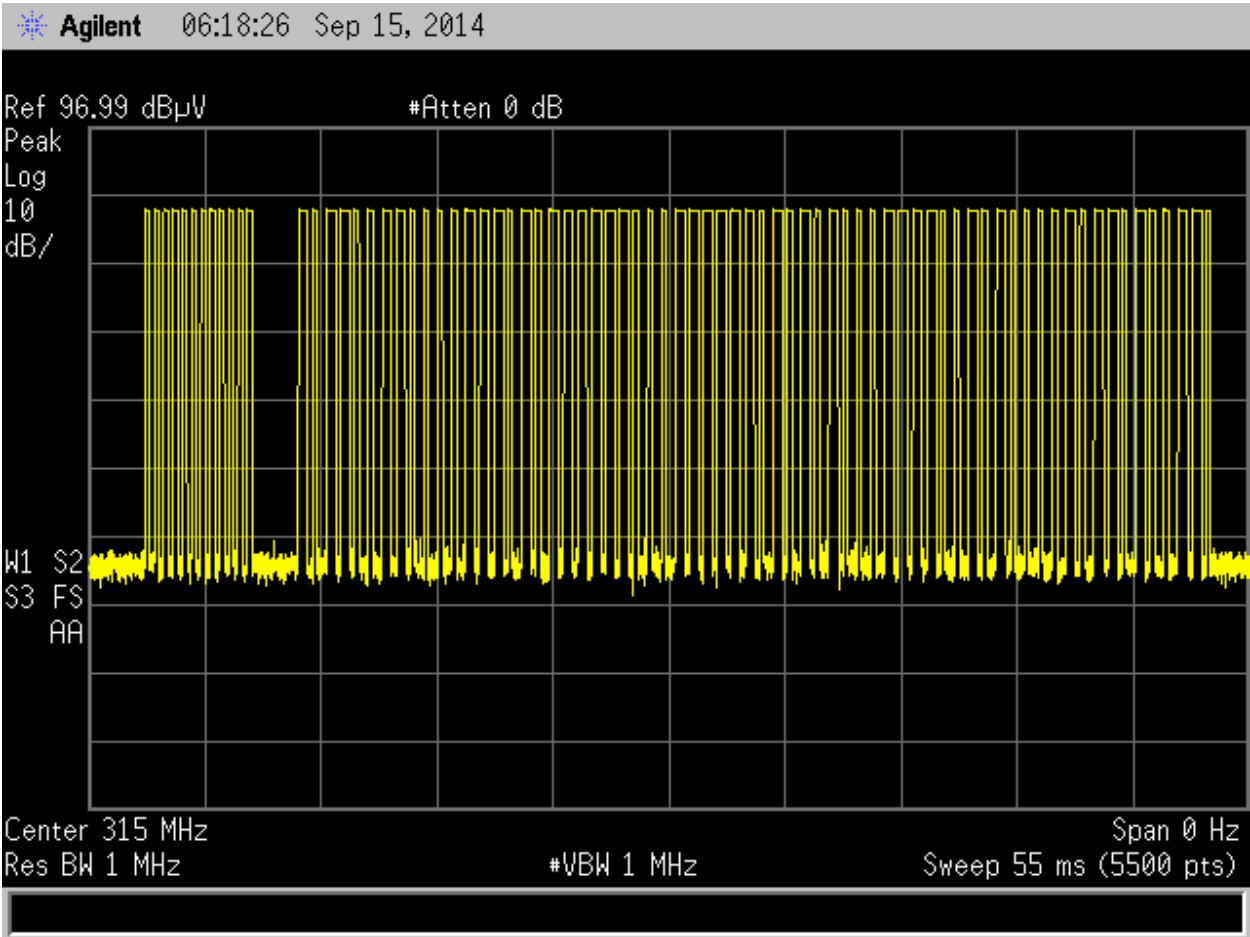 Agilent 06:18:26 Sep 15, 2014
Ref 96.99 dBµV #Atten 0 dB
Peak
Log
10
dB/
W1 S2
S3 FS
AA
Center 315 MHz Span 0 Hz
Res BW 1 MHz #VBW 1 MHz Sweep 55 ms (5500 pts)